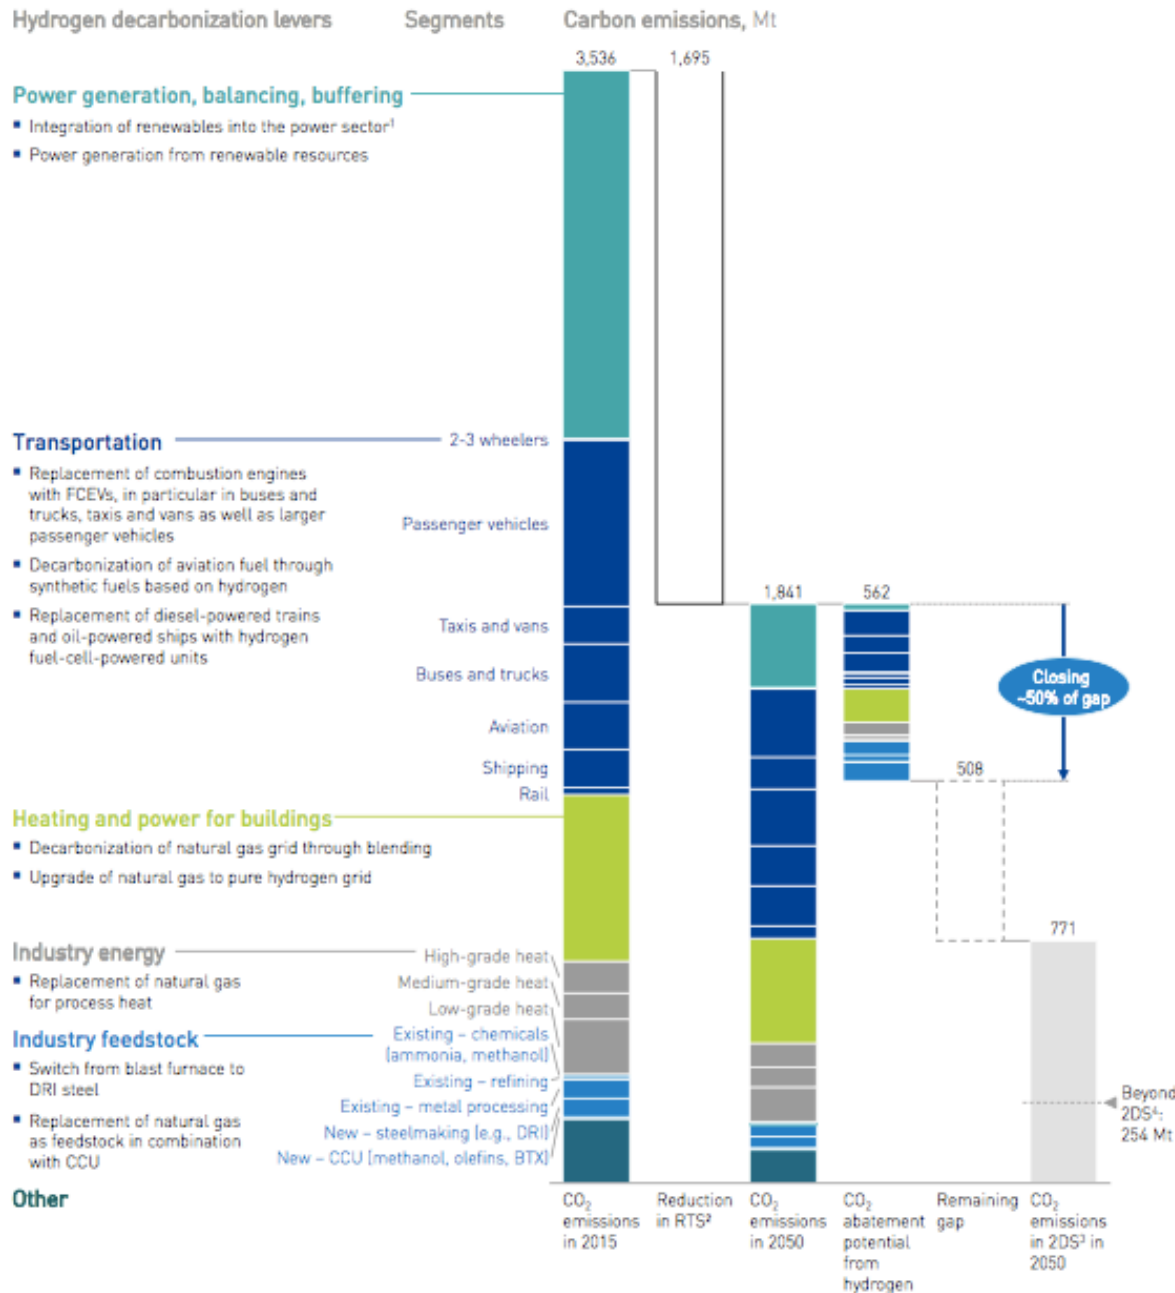 Hydrogen decarbonization levers
Segments
Carbon emissions, Mt
3,536
1,695
Power generation, balancing, buffering
■ Integration of renewables into the power sector¹
■ Power generation from renewable resources
Transportation
2-3 wheelers
■ Replacement of combustion engines
with FCEVs, in particular in buses and
trucks, taxis and vans as well as larger
passenger vehicles
■ Decarbonization of aviation fuel through
synthetic fuels based on hydrogen
■ Replacement of diesel-powered trains
and oil-powered ships with hydrogen
fuel-cell-powered units
Passenger vehicles
Taxis and vans
Buses and trucks
Aviation
Shipping
Rail
1,841
562
Closing
~50% of gap
508
771
Heating and power for buildings
■ Decarbonization of natural gas grid through blending
■ Upgrade of natural gas to pure hydrogen grid
Industry energy
■ Replacement of natural gas
for process heat
High-grade heat
Medium-grade heat
Low-grade heat
Industry feedstock
■ Switch from blast furnace to
DRI steel
■ Replacement of natural gas
as feedstock in combination
with CCU
Existing – chemicals
(ammonia, methanol)
Existing – refining
Existing – metal processing
New – steelmaking (e.g., DRI)
New – CCU (methanol, olefins, BTX)
Beyond
2DS⁴:
254 Mt
Other
CO₂
emissions
in 2015
Reduction
in RTS²
CO₂
emissions
in 2050
CO₂
abatement
potential
from
hydrogen
Remaining
gap
CO₂
emissions
in 2DS³ in
2050